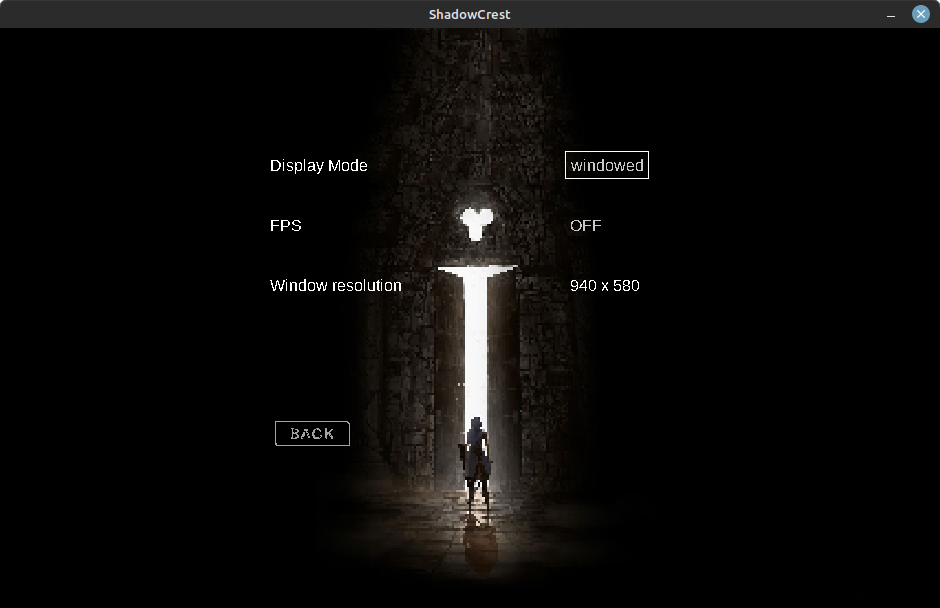 ShadowCrest
Display Mode windowed
FPS OFF
Window resolution 940 x 580
BACK